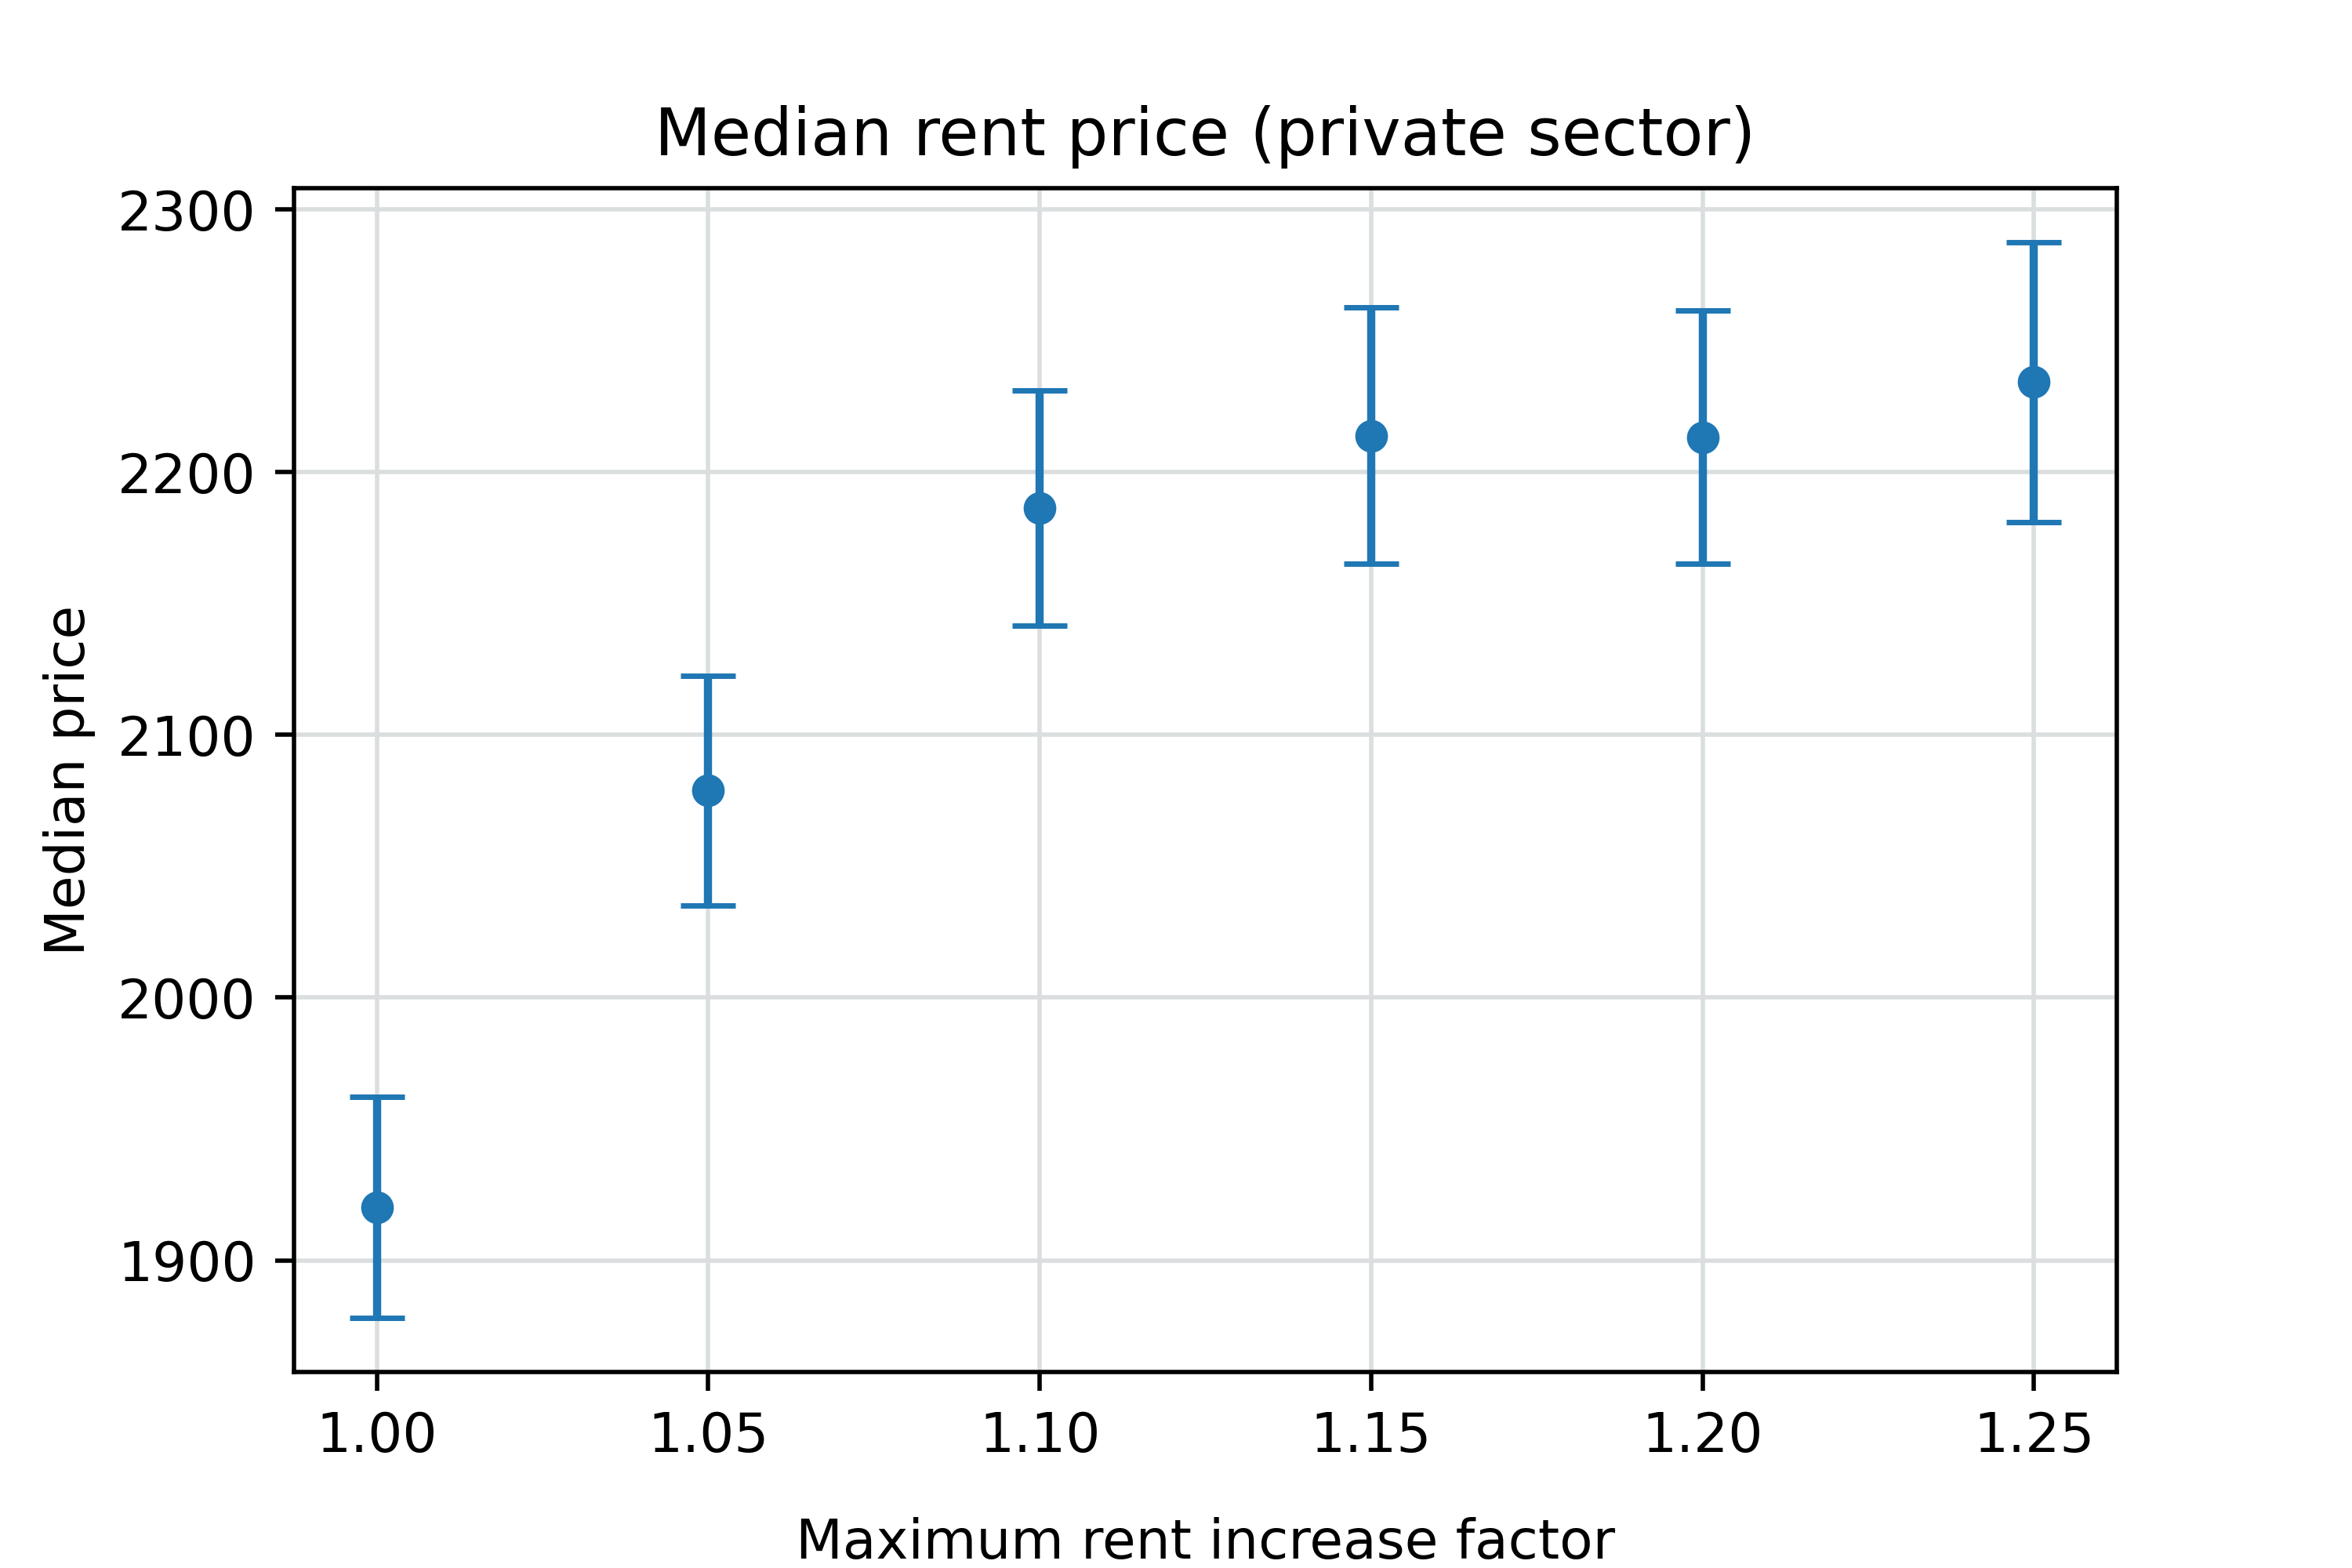 Median rent price (private sector)
2300
2200
2100
2000
1900
Median price
1.00 1.05 1.10 1.15 1.20 1.25
Maximum rent increase factor